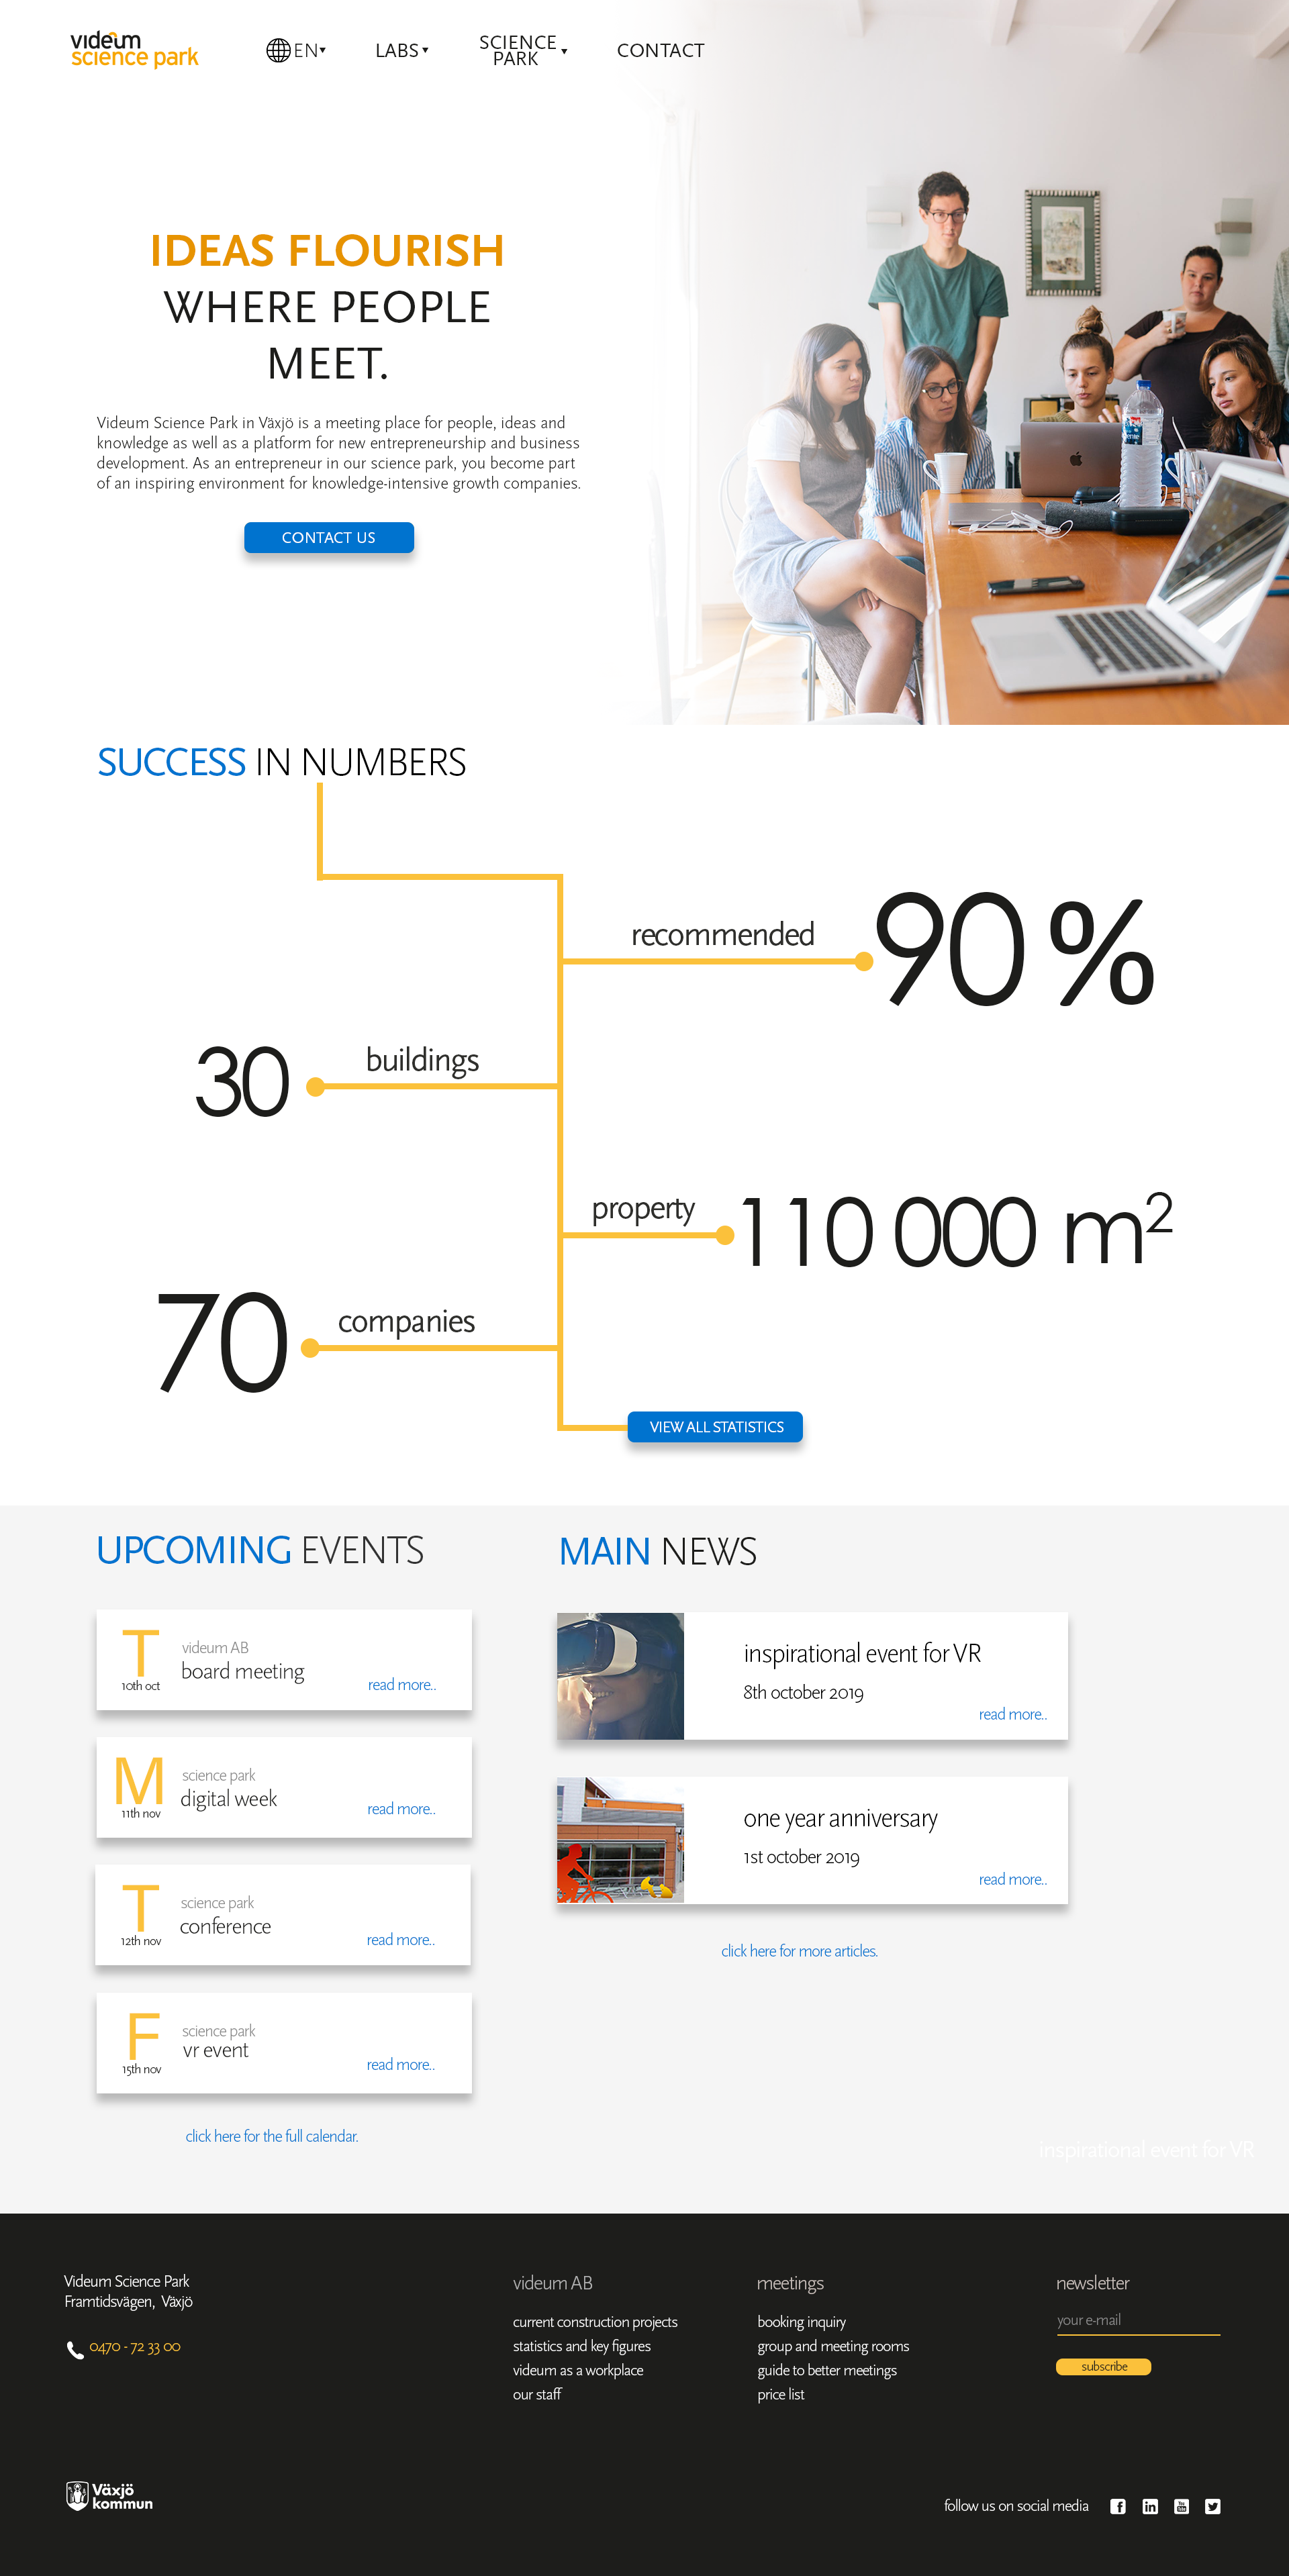 videum
science park
EN
LABS
SCIENCE
PARK
CONTACT
IDEAS FLOURISH
WHERE PEOPLE
MEET.
Videum Science Park in Växjö is a meeting place for people, ideas and
knowledge as well as a platform for new entrepreneurship and business
development. As an entrepreneur in our science park, you become part
of an inspiring environment for knowledge-intensive growth companies.
CONTACT US
SUCCESS IN NUMBERS
recommended
90 %
30
buildings
property
110 000 m²
70
companies
VIEW ALL STATISTICS
UPCOMING EVENTS
T
10th oct
videum AB
board meeting
read more..
M
11th nov
science park
digital week
read more..
T
12th nov
science park
conference
read more..
F
15th nov
science park
vr event
read more..
click here for the full calendar.
MAIN NEWS
inspirational event for VR
8th october 2019
read more..
one year anniversary
1st october 2019
read more..
click here for more articles.
inspirational event for VR
Videum Science Park
Framtidsvägen, Växjö
0470 - 72 33 00
videum AB
current construction projects
statistics and key figures
videum as a workplace
our staff
meetings
booking inquiry
group and meeting rooms
guide to better meetings
price list
newsletter
your e-mail
subscribe
Växjö
kommun
follow us on social media
f
in
You
Tube